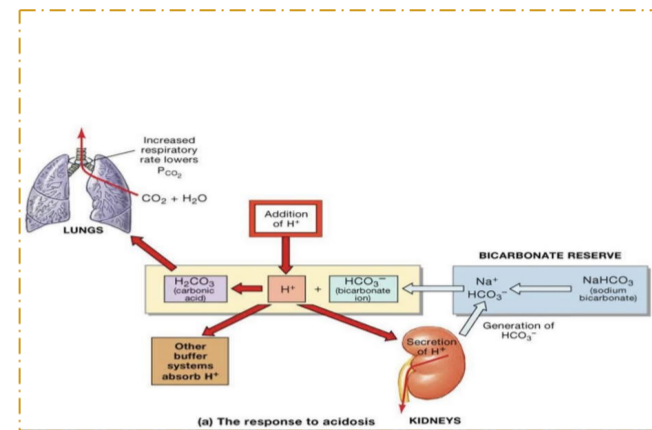 Increased
respiratory
rate lowers
PCO₂
CO₂ + H₂O
LUNGS
Addition
of H⁺
BICARBONATE RESERVE
H₂CO₃
(carbonic
acid)
H⁺
+
HCO₃⁻
(bicarbonate
ion)
Na⁺
HCO₃⁻
NaHCO₃
(sodium
bicarbonate)
Generation of
HCO₃⁻
Other
buffer
systems
absorb H⁺
Secretion
of H⁺
(a) The response to acidosis
KIDNEYS